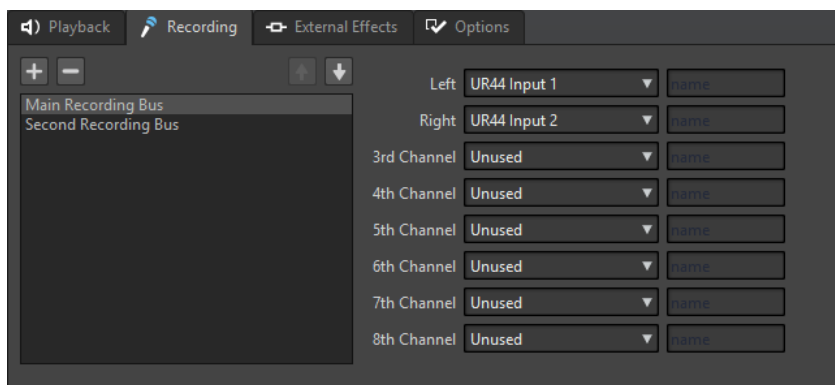 Playback Recording External Effects Options
Main Recording Bus
Second Recording Bus
Left UR44 Input 1 name
Right UR44 Input 2 name
3rd Channel Unused name
4th Channel Unused name
5th Channel Unused name
6th Channel Unused name
7th Channel Unused name
8th Channel Unused name